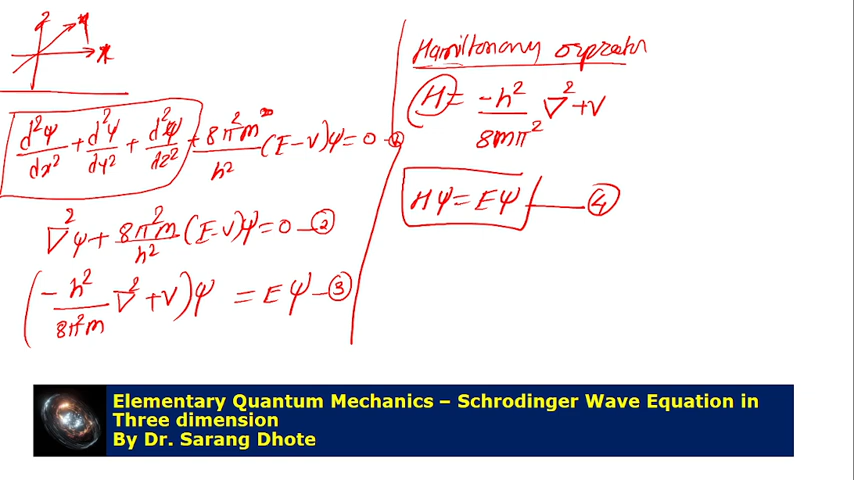 z
y
x
d²ψ/dx² + d²ψ/dy² + d²ψ/dz² + 8π²m/h² (E-V)ψ=0 —①
∇²ψ + 8π²m/h² (E-V)ψ=0 —②
(-h²/8π²m ∇² + V)ψ = Eψ —③
Hamiltonary osprator
H = -h²/8mπ² ∇² + V
Hψ = Eψ —④
Elementary Quantum Mechanics – Schrodinger Wave Equation in
Three dimension
By Dr. Sarang Dhote